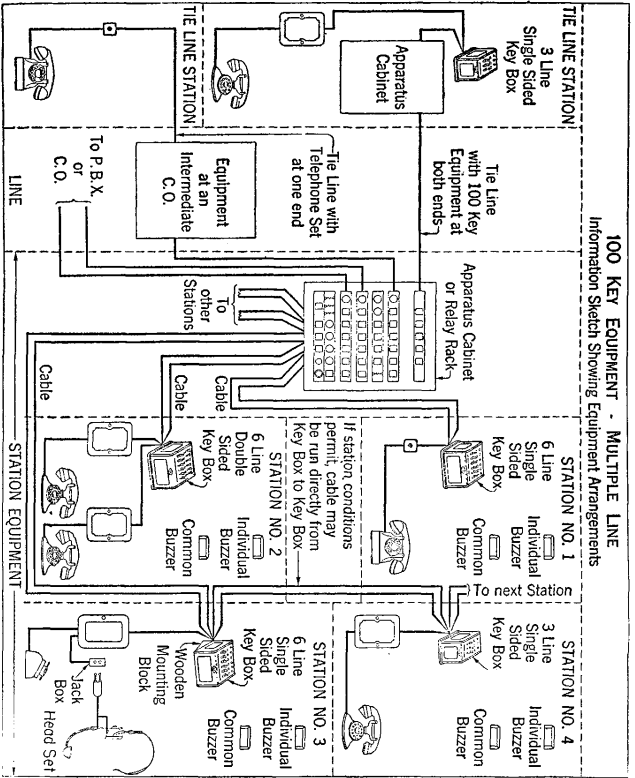 100 KEY EQUIPMENT - MULTIPLE LINE
Information Sketch Showing Equipment Arrangements
TIE LINE STATION
3 Line
Single Sided
Key Box
Apparatus
Cabinet
TIE LINE STATION
Tie Line
with 100 Key
Equipment at
both ends
Tie Line with
Telephone Set
at one end
Equipment
at an
Intermediate
C.O.
To P.B.X.
or
C.O.
LINE
Apparatus Cabinet
or Relay Rack
To
other
Stations
Cable
Cable
Cable
STATION EQUIPMENT
STATION NO. 1
6 Line
Single
Sided
Key Box
Individual
Buzzer
Common
Buzzer
If station conditions
permit, cable may
be run directly from
Key Box to Key Box
STATION NO. 2
6 Line
Double
Sided
Key Box
Individual
Buzzer
Common
Buzzer
To next Station
STATION NO. 4
3 Line
Single
Sided
Key Box
Individual
Buzzer
Common
Buzzer
STATION NO. 3
6 Line
Single
Sided
Key Box
Individual
Buzzer
Common
Buzzer
Wooden
Mounting
Block
Jack
Box
Head Set